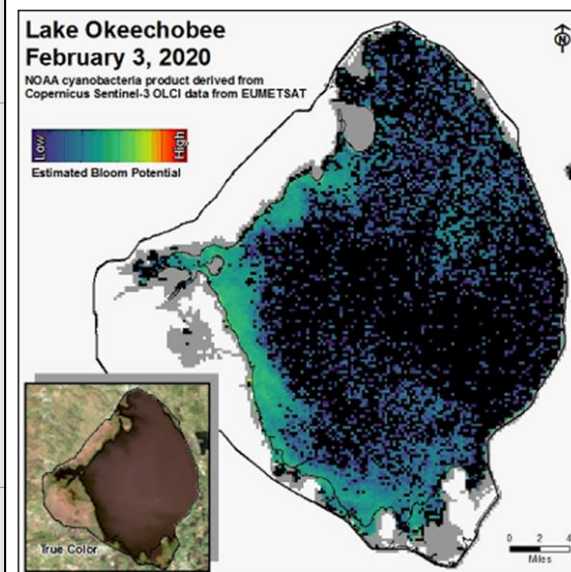 Lake Okeechobee
February 3, 2020
NOAA cyanobacteria product derived from
Copernicus Sentinel-3 OLCI data from EUMETSAT
Low
High
Estimated Bloom Potential
N
True Color
0 2 4
Miles